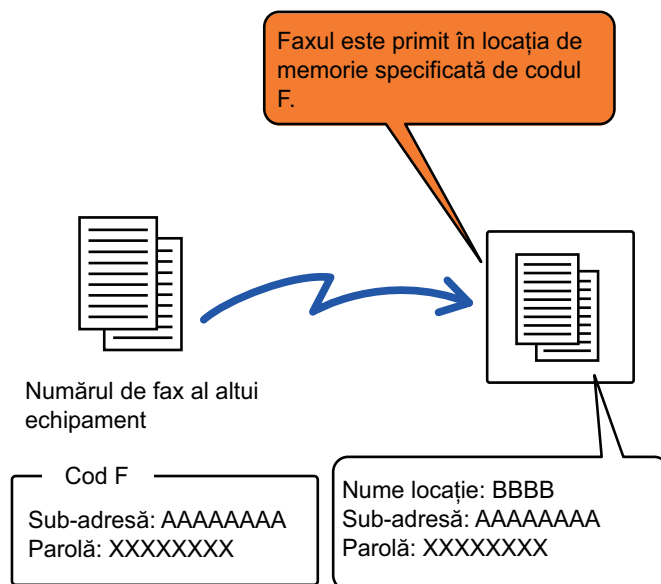 Faxul este primit în locația de
memorie specificată de codul
F.
Numărul de fax al altui
echipament
Cod F
Sub-adresă: AAAAAAAA
Parolă: XXXXXXXX
Nume locație: BBBB
Sub-adresă: AAAAAAAA
Parolă: XXXXXXXX